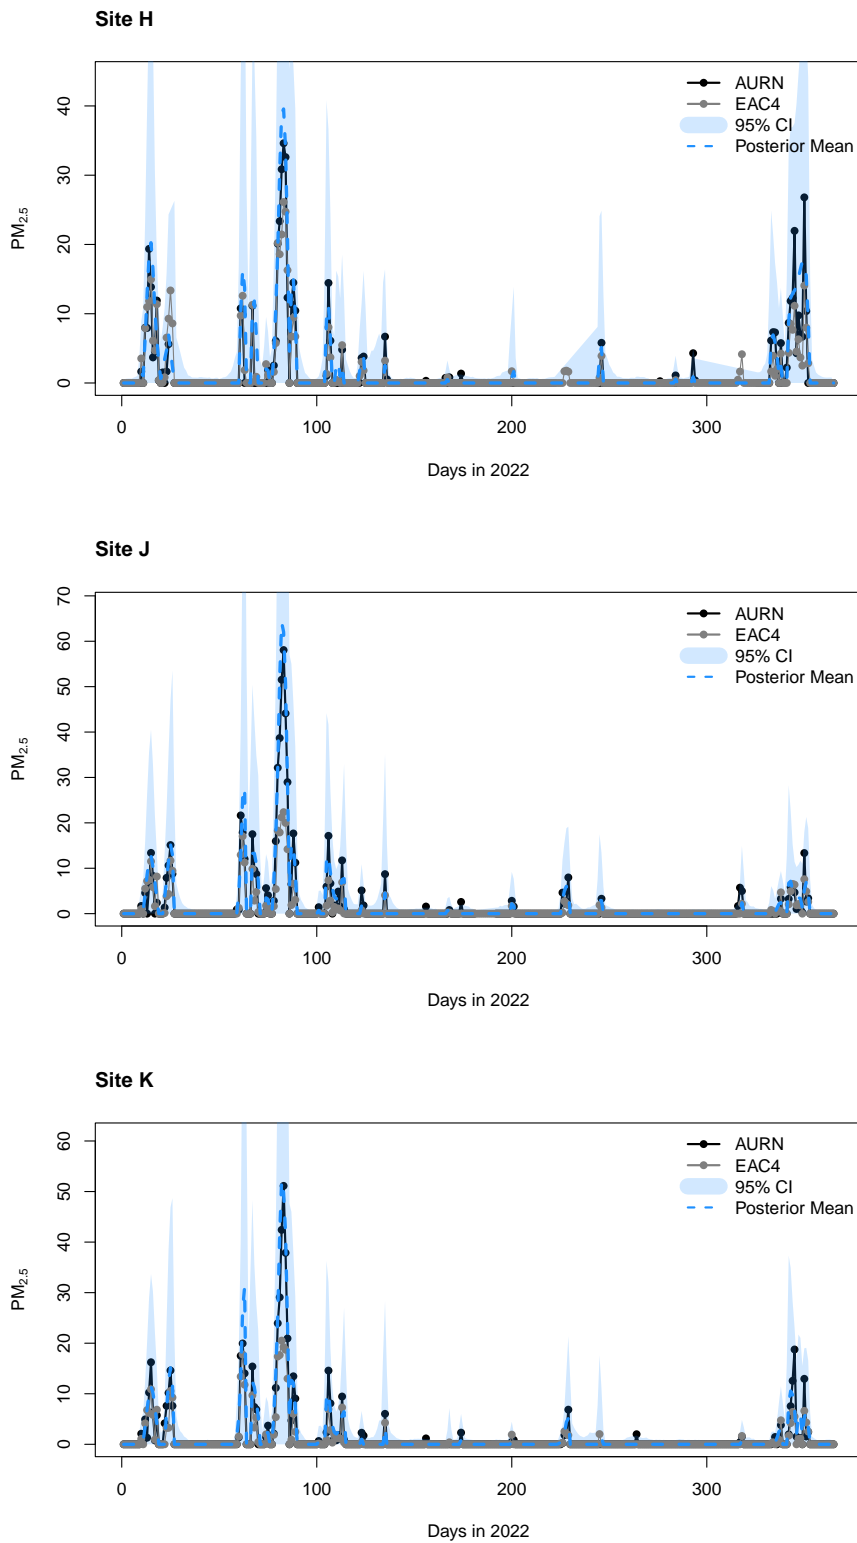 Site H
PM2.5
40
30
20
10
0
AURN
EAC4
95% CI
Posterior Mean
0 100 200 300
Days in 2022
Site J
PM2.5
70
60
50
40
30
20
10
0
AURN
EAC4
95% CI
Posterior Mean
0 100 200 300
Days in 2022
Site K
PM2.5
60
50
40
30
20
10
0
AURN
EAC4
95% CI
Posterior Mean
0 100 200 300
Days in 2022